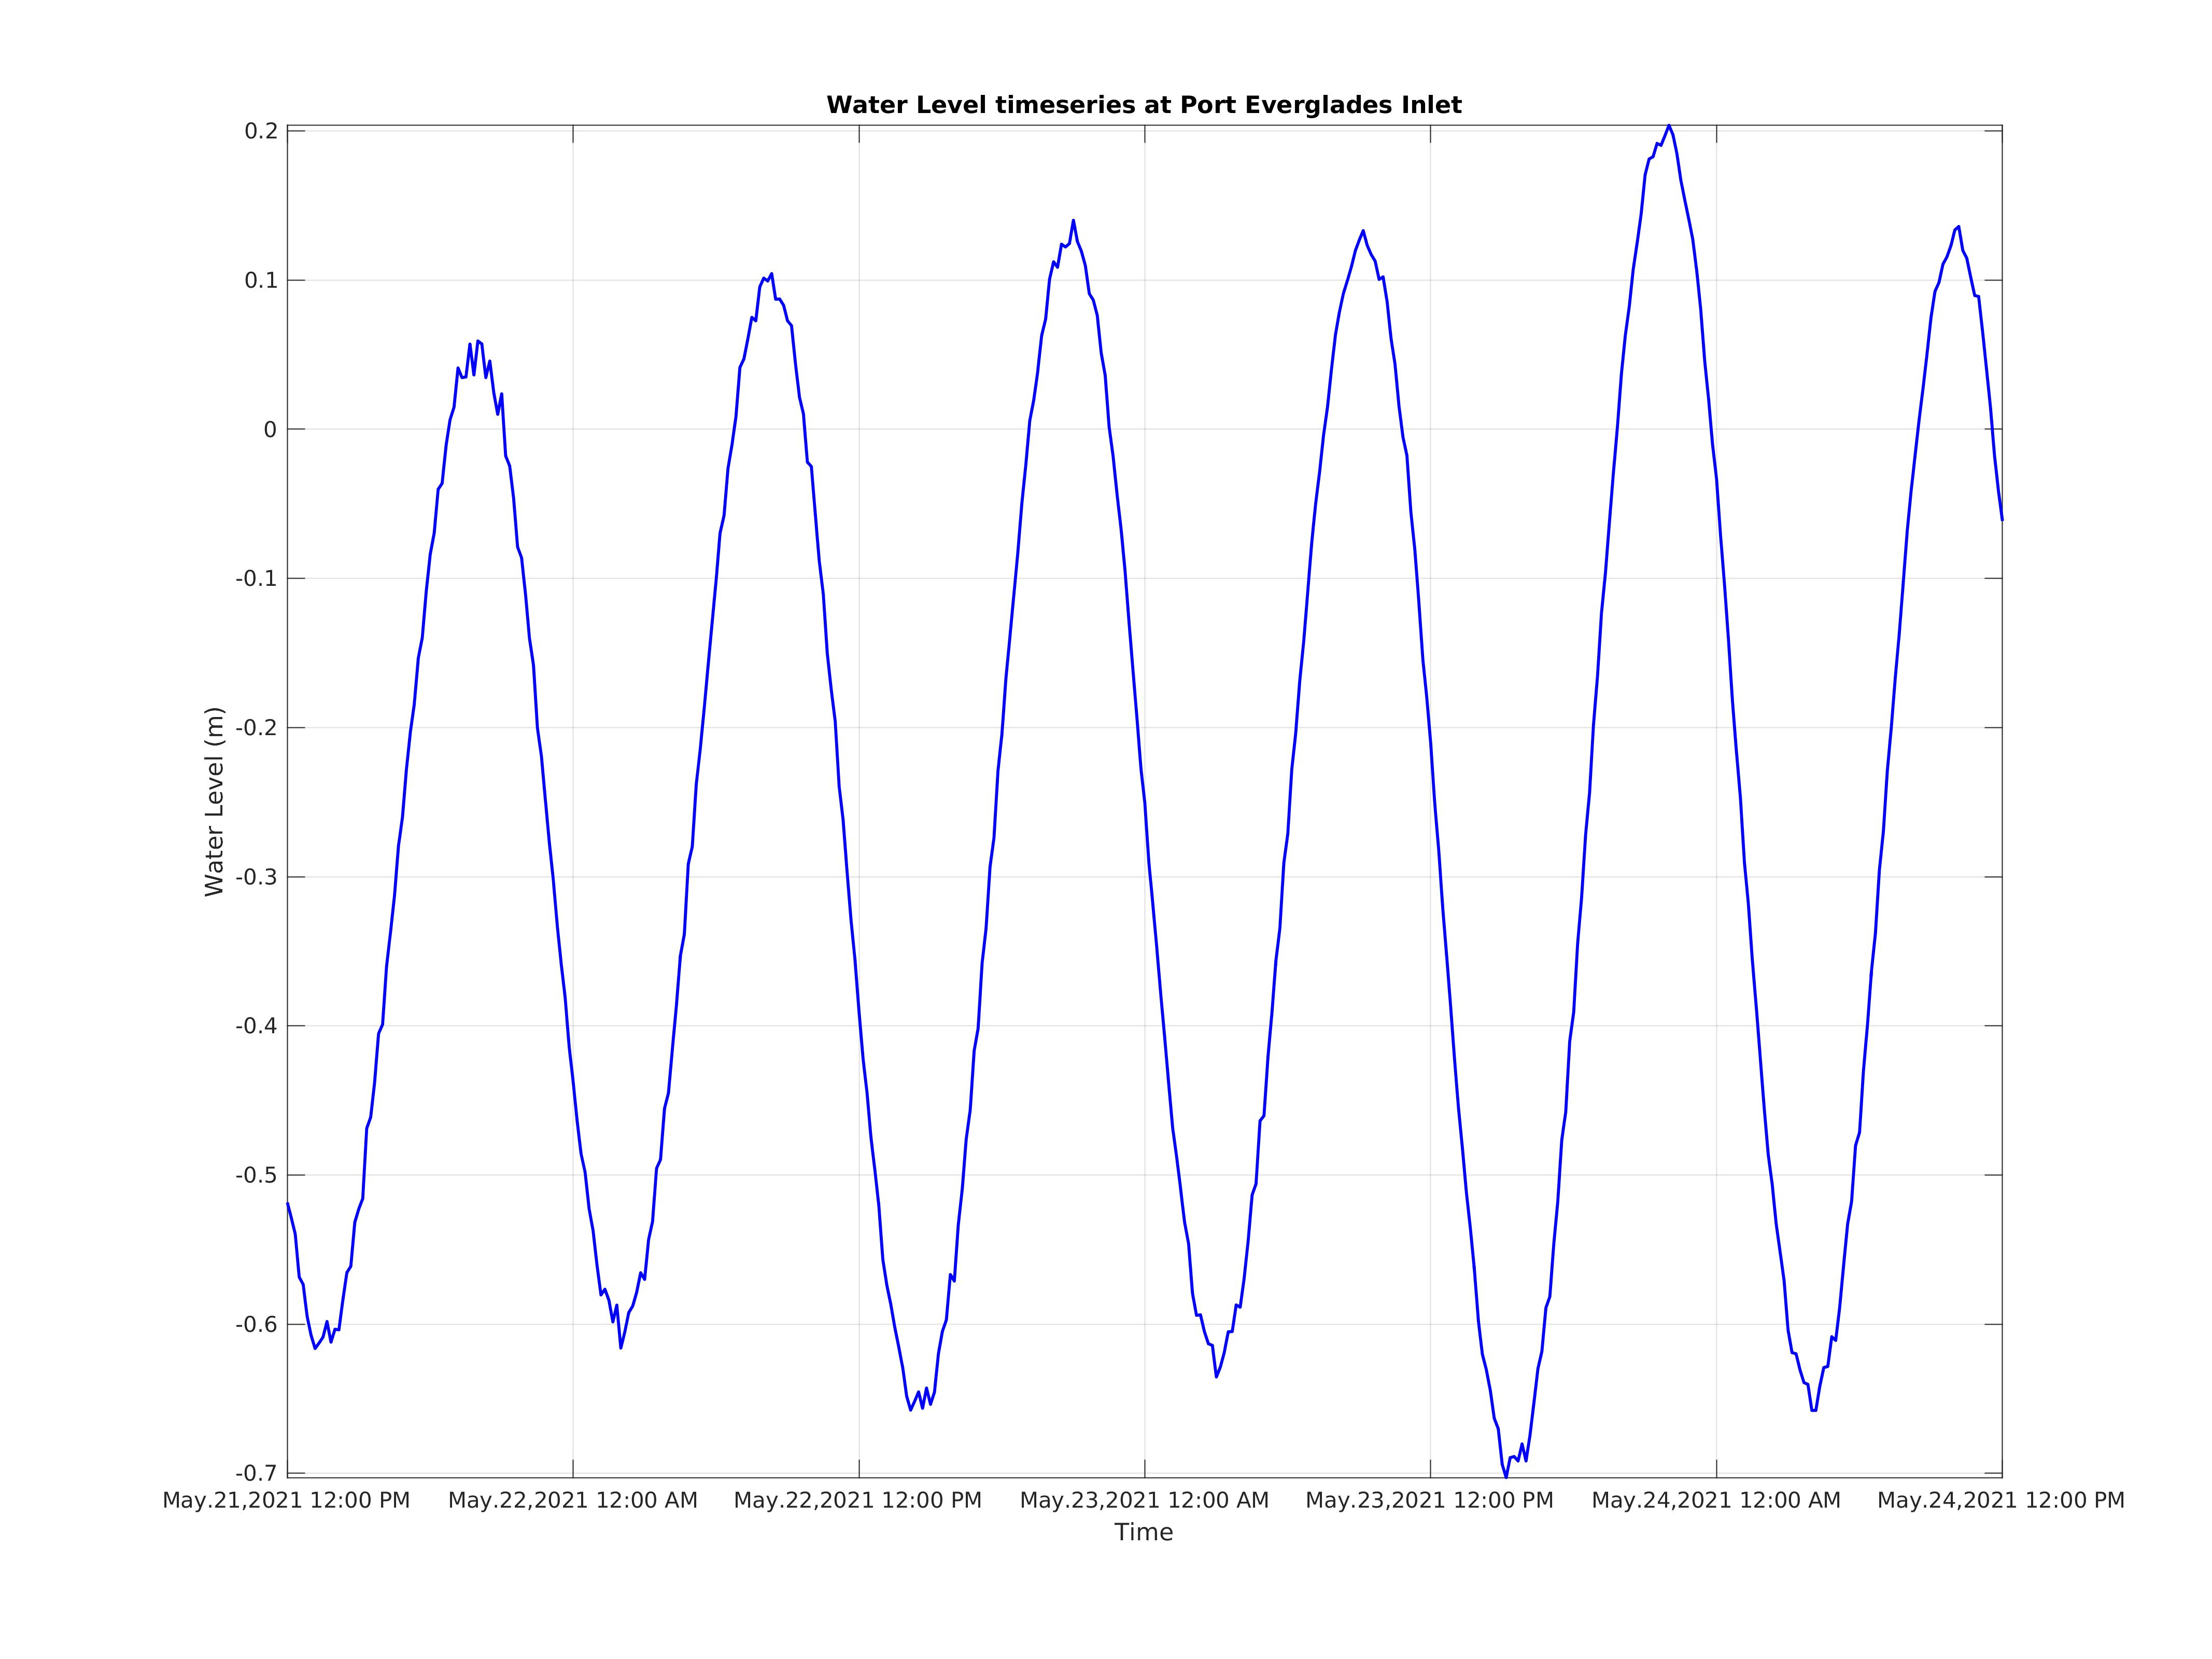 Water Level timeseries at Port Everglades Inlet
0.2
0.1
0
-0.1
-0.2
-0.3
-0.4
-0.5
-0.6
-0.7
Water Level (m)
May.21,2021 12:00 PM
May.22,2021 12:00 AM
May.22,2021 12:00 PM
May.23,2021 12:00 AM
May.23,2021 12:00 PM
May.24,2021 12:00 AM
May.24,2021 12:00 PM
Time